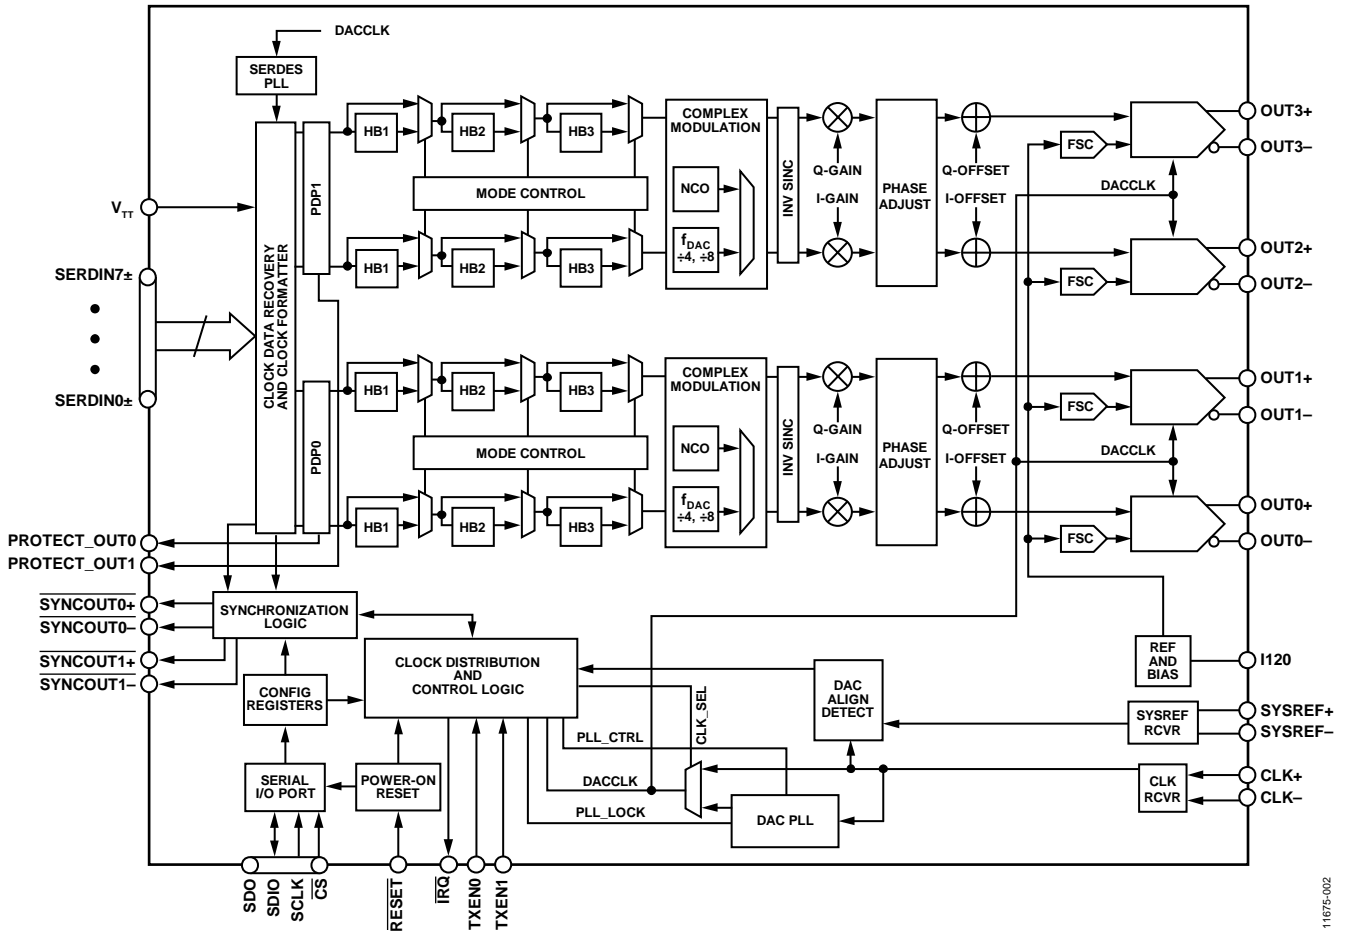 DACCLK
SERDES
PLL
CLOCK DATA RECOVERY
AND CLOCK FORMATTER
PDP1
HB1
HB2
HB3
MODE CONTROL
HB1
HB2
HB3
COMPLEX
MODULATION
NCO
fDAC
÷4, ÷8
INV SINC
Q-GAIN
I-GAIN
PHASE
ADJUST
Q-OFFSET
I-OFFSET
FSC
DACCLK
FSC
OUT3+
OUT3–
OUT2+
OUT2–
VTT
SERDIN7±
SERDIN0±
PDP0
HB1
HB2
HB3
MODE CONTROL
HB1
HB2
HB3
COMPLEX
MODULATION
NCO
fDAC
÷4, ÷8
INV SINC
Q-GAIN
I-GAIN
PHASE
ADJUST
Q-OFFSET
I-OFFSET
FSC
DACCLK
FSC
OUT1+
OUT1–
OUT0+
OUT0–
PROTECT_OUT0
PROTECT_OUT1
SYNCOUT0+
SYNCOUT0–
SYNCOUT1+
SYNCOUT1–
SYNCHRONIZATION
LOGIC
CONFIG
REGISTERS
CLOCK DISTRIBUTION
AND
CONTROL LOGIC
SERIAL
I/O PORT
POWER-ON
RESET
PLL_CTRL
CLK_SEL
DACCLK
PLL_LOCK
DAC PLL
DAC
ALIGN
DETECT
REF
AND
BIAS
I120
SYSREF
RCVR
SYSREF+
SYSREF–
CLK
RCVR
CLK+
CLK–
SDO
SDIO
SCLK
CS
RESET
IRQ
TXEN0
TXEN1
11675-002